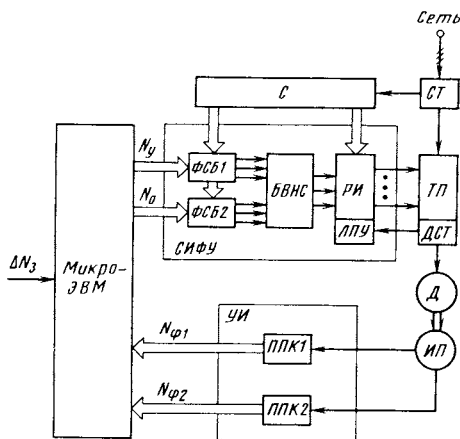 Сеть
С
СТ
Nу
ФСБ1
БВНС
РИ
ТП
N0
ФСБ2
ЛПУ
ДСТ
СИФУ
Микро-
ЭВМ
ΔN3
Д
УИ
Nφ1
ППК1
ИП
Nφ2
ППК2